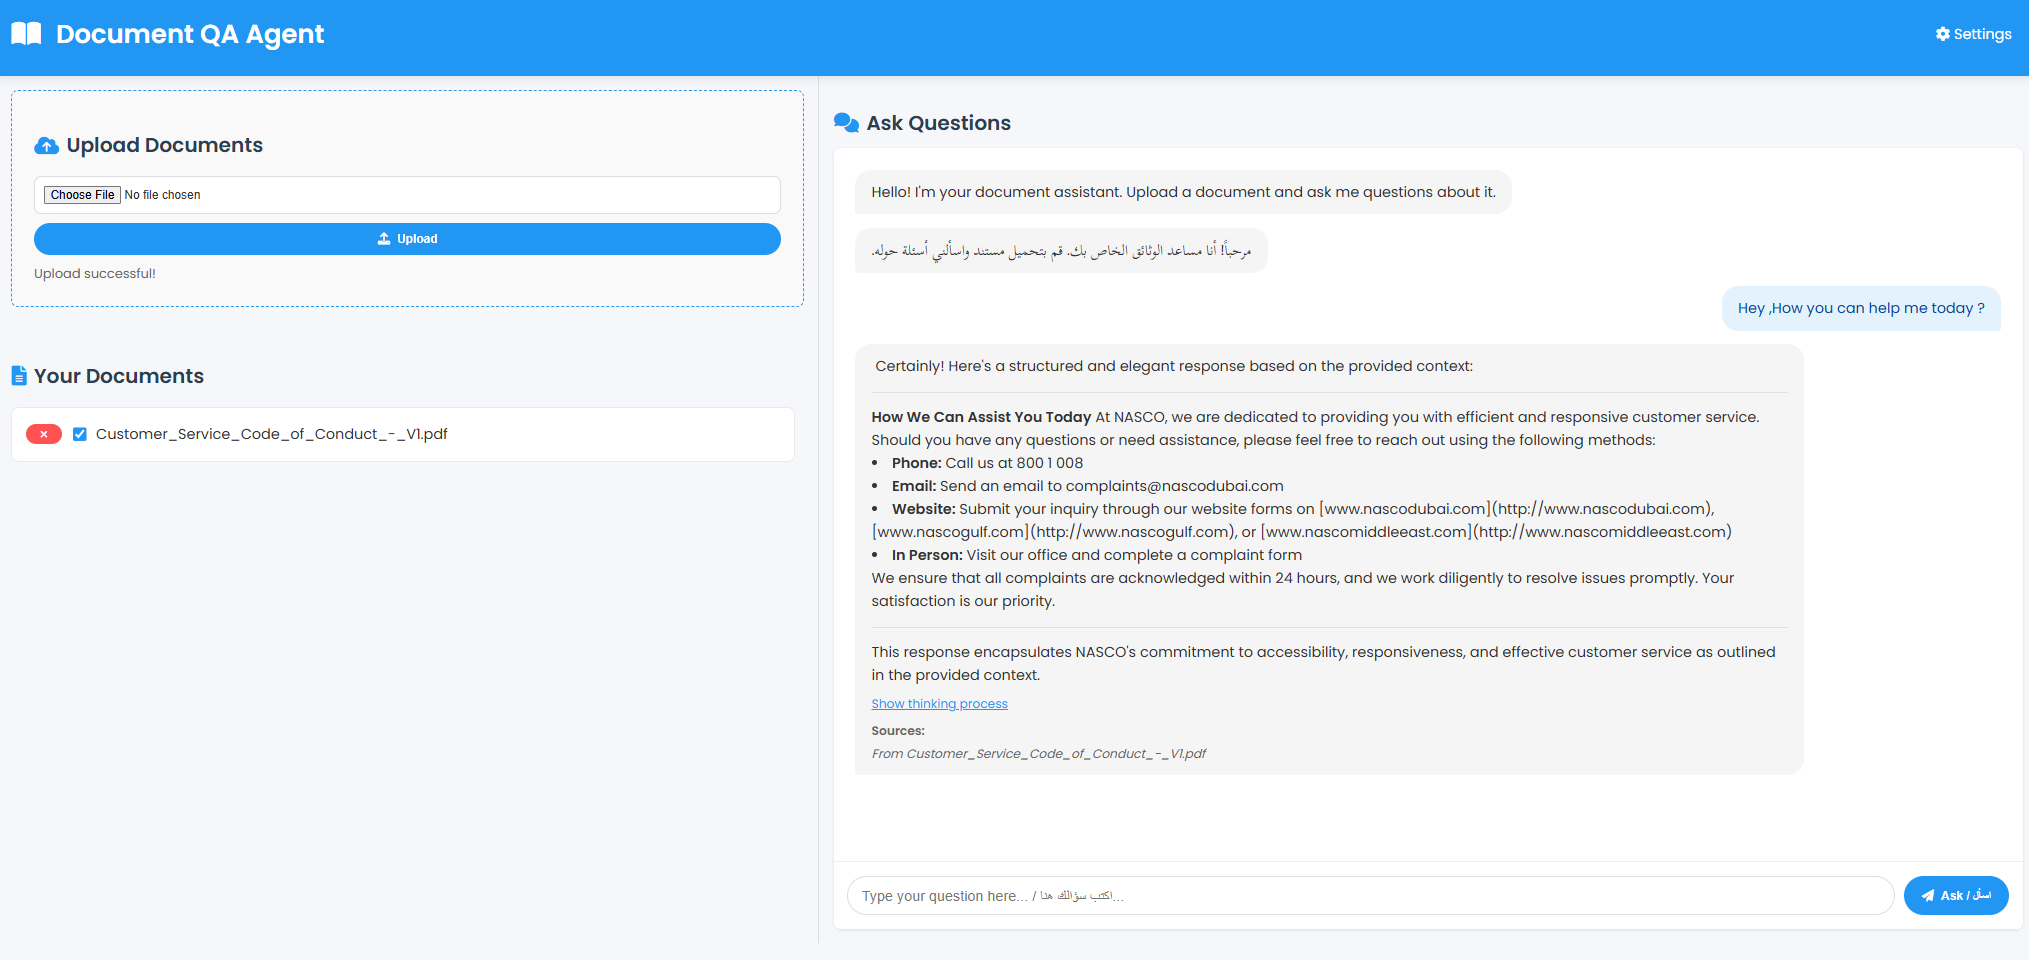 Document QA Agent
Settings
Upload Documents
Choose File No file chosen
Upload
Upload successful!
Your Documents
× Customer_Service_Code_of_Conduct_-_V1.pdf
Ask Questions
Hello! I'm your document assistant. Upload a document and ask me questions about it.
مرحباً! أنا مساعد الوثائق الخاص بك. قم بتحميل مستند واسألني أسئلة حوله.
Hey ,How you can help me today ?
Certainly! Here's a structured and elegant response based on the provided context:
How We Can Assist You Today At NASCO, we are dedicated to providing you with efficient and responsive customer service.
Should you have any questions or need assistance, please feel free to reach out using the following methods:
• Phone: Call us at 800 1 008
• Email: Send an email to complaints@nascodubai.com
• Website: Submit your inquiry through our website forms on [www.nascodubai.com](http://www.nascodubai.com),
[www.nascogulf.com](http://www.nascogulf.com), or [www.nascomiddleeast.com](http://www.nascomiddleeast.com)
• In Person: Visit our office and complete a complaint form
We ensure that all complaints are acknowledged within 24 hours, and we work diligently to resolve issues promptly. Your
satisfaction is our priority.
This response encapsulates NASCO's commitment to accessibility, responsiveness, and effective customer service as outlined
in the provided context.
Show thinking process
Sources:
From Customer_Service_Code_of_Conduct_-_V1.pdf
Type your question here... / اكتب سؤالك هنا...
Ask / اسأل